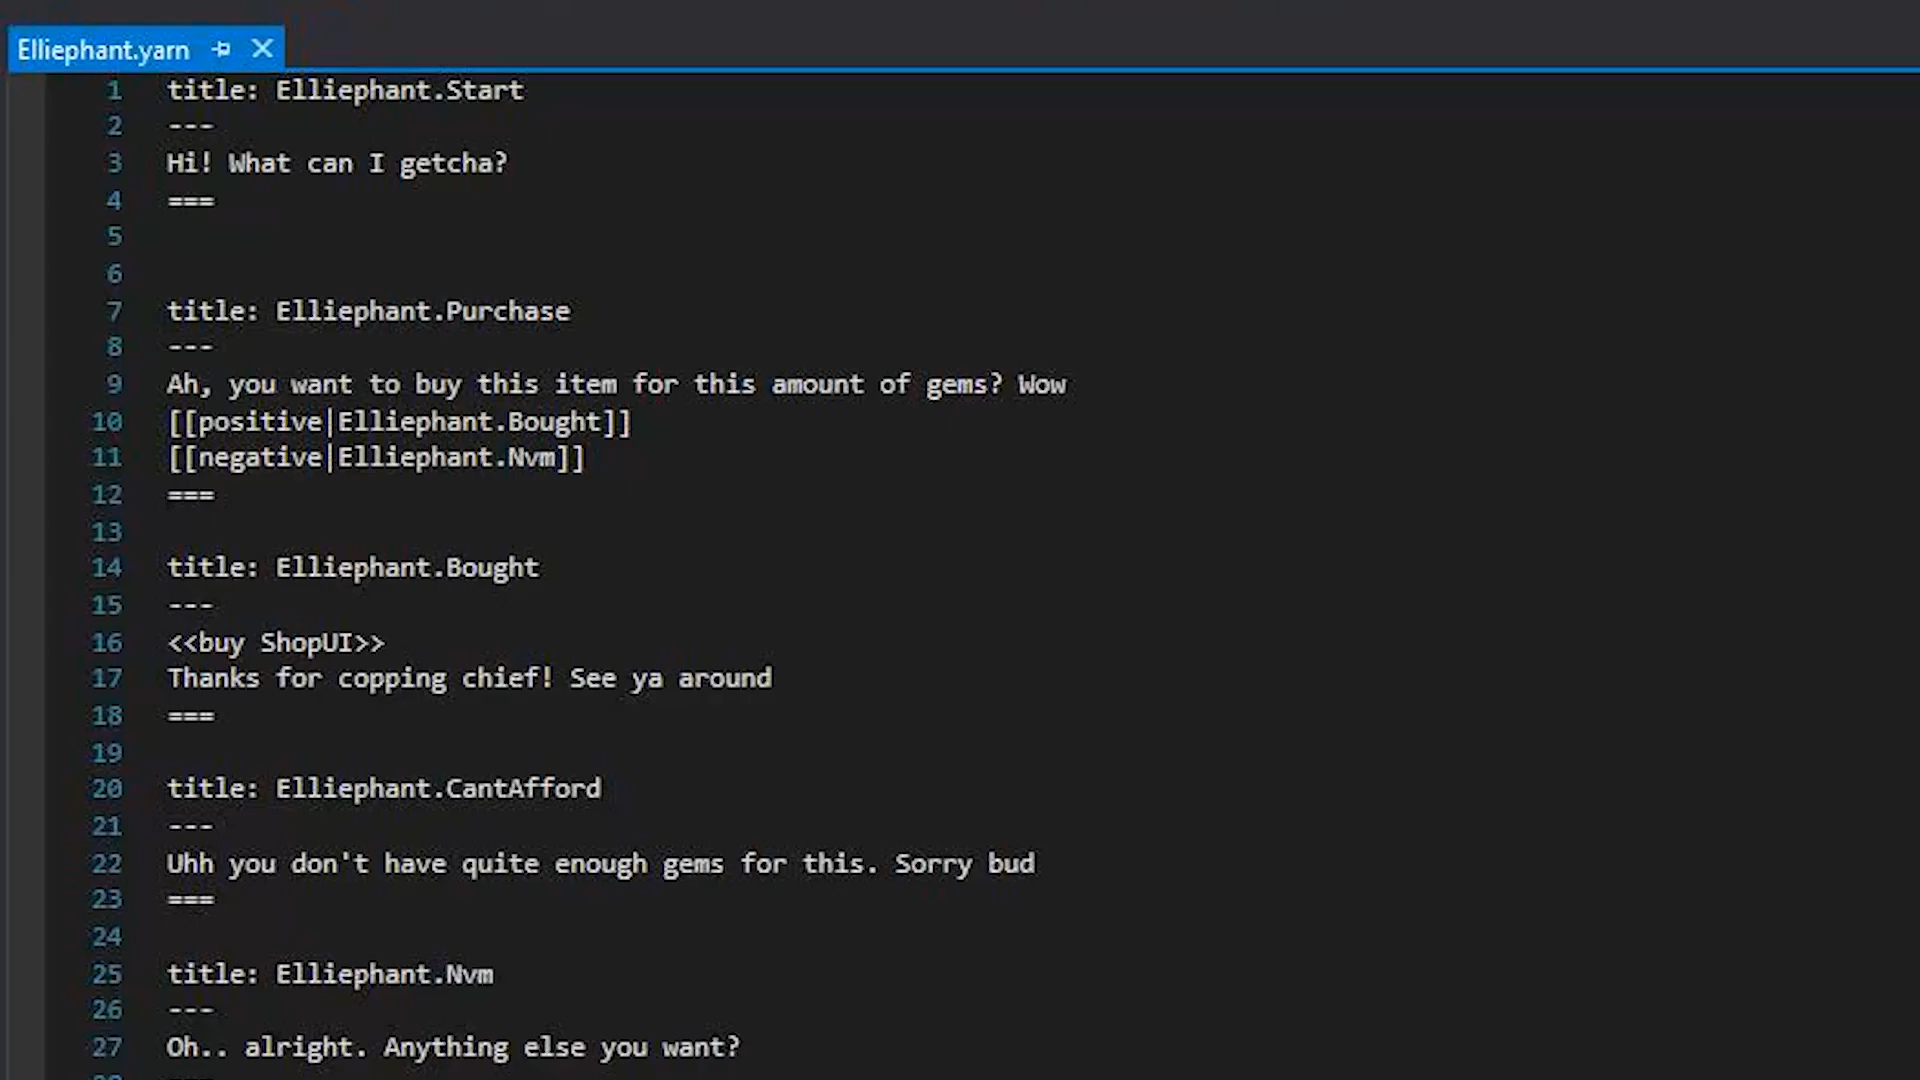 Elliephant.yarn
1 title: Elliephant.Start
2 ---
3 Hi! What can I getcha?
4 ===
5
6
7 title: Elliephant.Purchase
8 ---
9 Ah, you want to buy this item for this amount of gems? Wow
10 [[positive|Elliephant.Bought]]
11 [[negative|Elliephant.Nvm]]
12 ===
13
14 title: Elliephant.Bought
15 ---
16 <<buy ShopUI>>
17 Thanks for copping chief! See ya around
18 ===
19
20 title: Elliephant.CantAfford
21 ---
22 Uhh you don't have quite enough gems for this. Sorry bud
23 ===
24
25 title: Elliephant.Nvm
26 ---
27 Oh.. alright. Anything else you want?